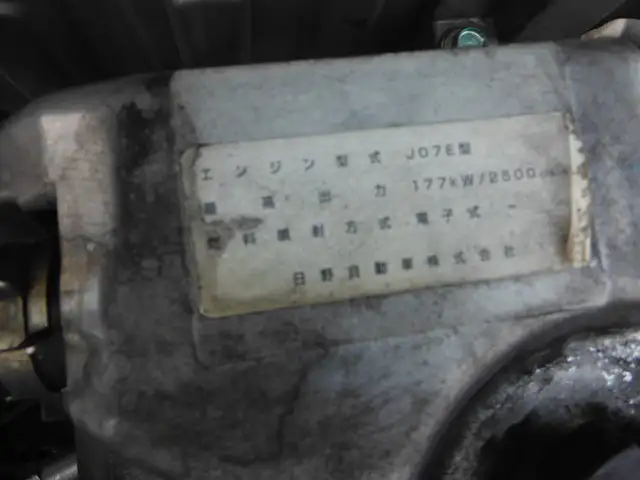 エンジン型式 J07E型
最高出力 177kW/2500
燃料噴射方式 電子式
日野自動車株式会社